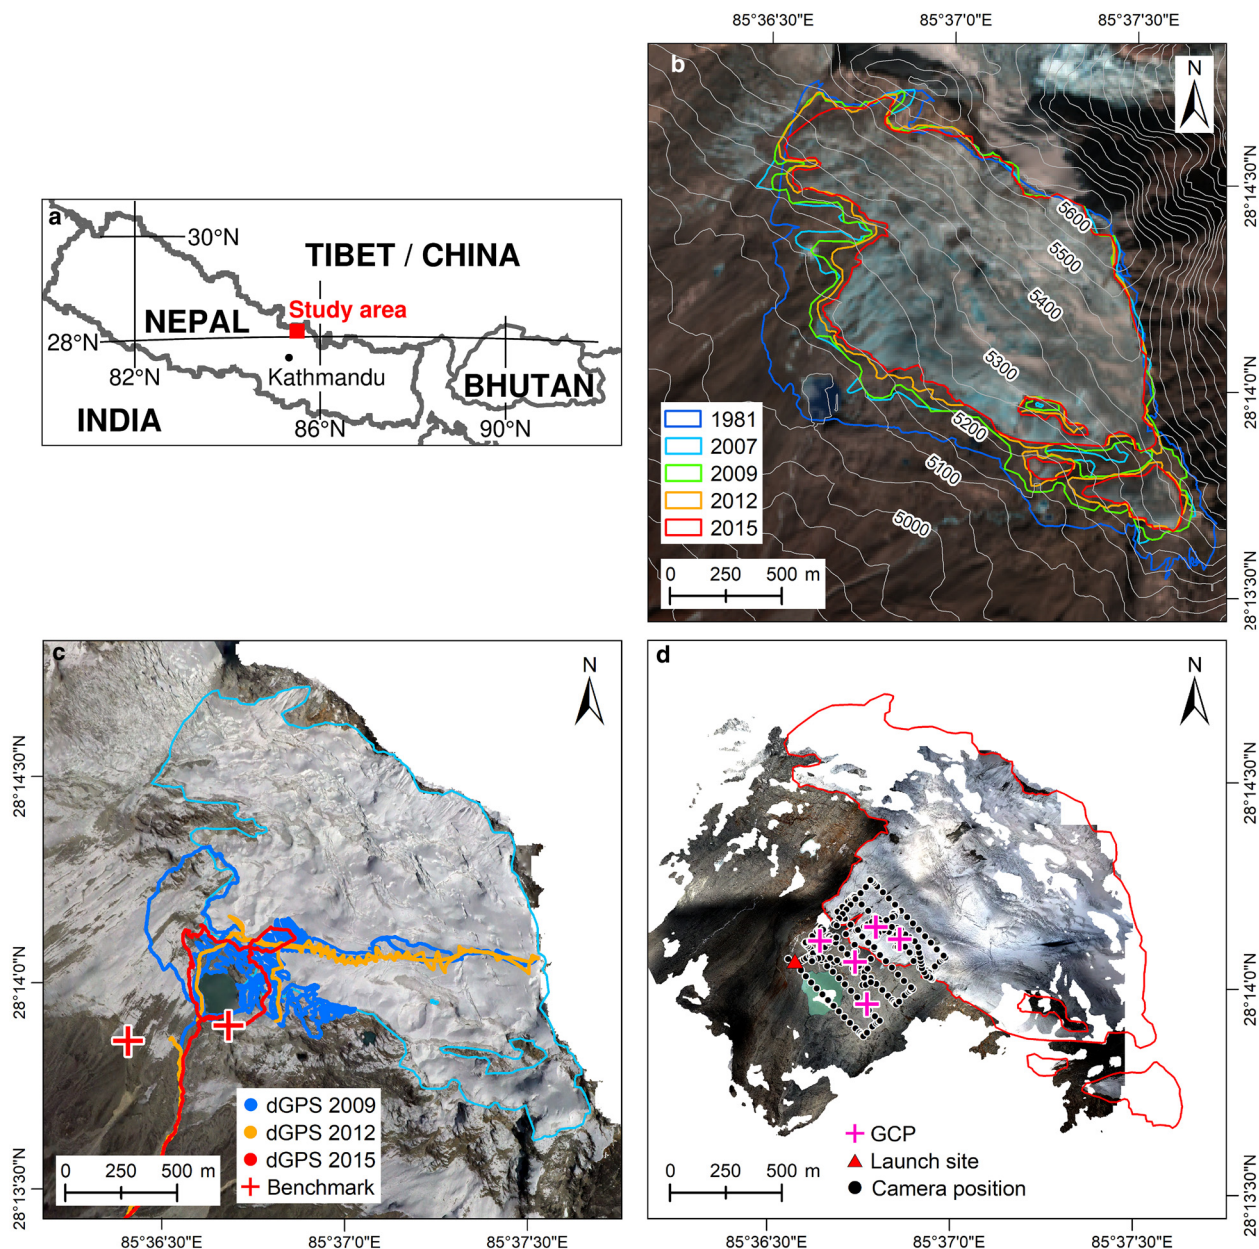 a
30°N
TIBET / CHINA
Study area
NEPAL
28°N
82°N
Kathmandu
BHUTAN
INDIA
86°N
90°N
85°36'30"E
85°37'0"E
85°37'30"E
b
N
28°14'30"N
28°14'0"N
28°13'30"N
5600
5500
5400
5300
5200
5100
5000
1981
2007
2009
2012
2015
0 250 500 m
c
N
28°14'30"N
28°14'0"N
28°13'30"N
dGPS 2009
dGPS 2012
dGPS 2015
Benchmark
0 250 500 m
85°36'30"E
85°37'0"E
85°37'30"E
d
N
28°14'30"N
28°14'0"N
28°13'30"N
GCP
Launch site
Camera position
0 250 500 m
85°36'30"E
85°37'0"E
85°37'30"E